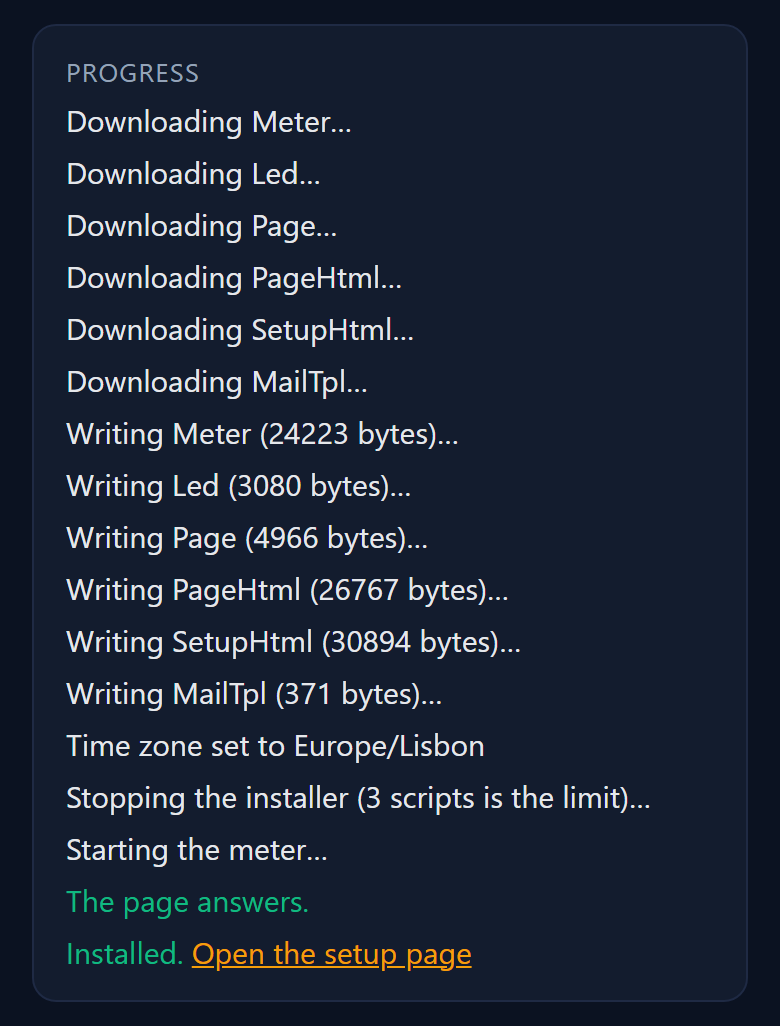 PROGRESS
Downloading Meter...
Downloading Led...
Downloading Page...
Downloading PageHtml...
Downloading SetupHtml...
Downloading MailTpl...
Writing Meter (24223 bytes)...
Writing Led (3080 bytes)...
Writing Page (4966 bytes)...
Writing PageHtml (26767 bytes)...
Writing SetupHtml (30894 bytes)...
Writing MailTpl (371 bytes)...
Time zone set to Europe/Lisbon
Stopping the installer (3 scripts is the limit)...
Starting the meter...
The page answers.
Installed. Open the setup page